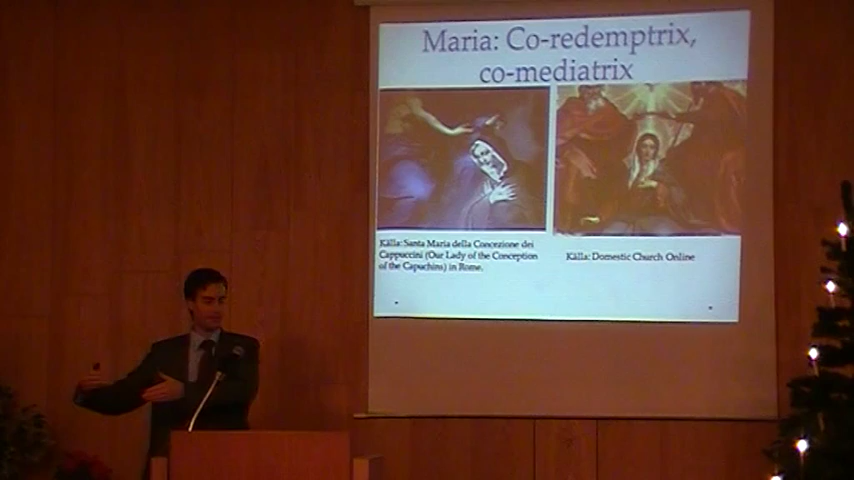 Maria: Co-redemptrix,
co-mediatrix
Källa: Santa Maria della Concezione dei
Cappuccini (Our Lady of the Conception
of the Capuchins) in Rome.
Källa: Domestic Church Online